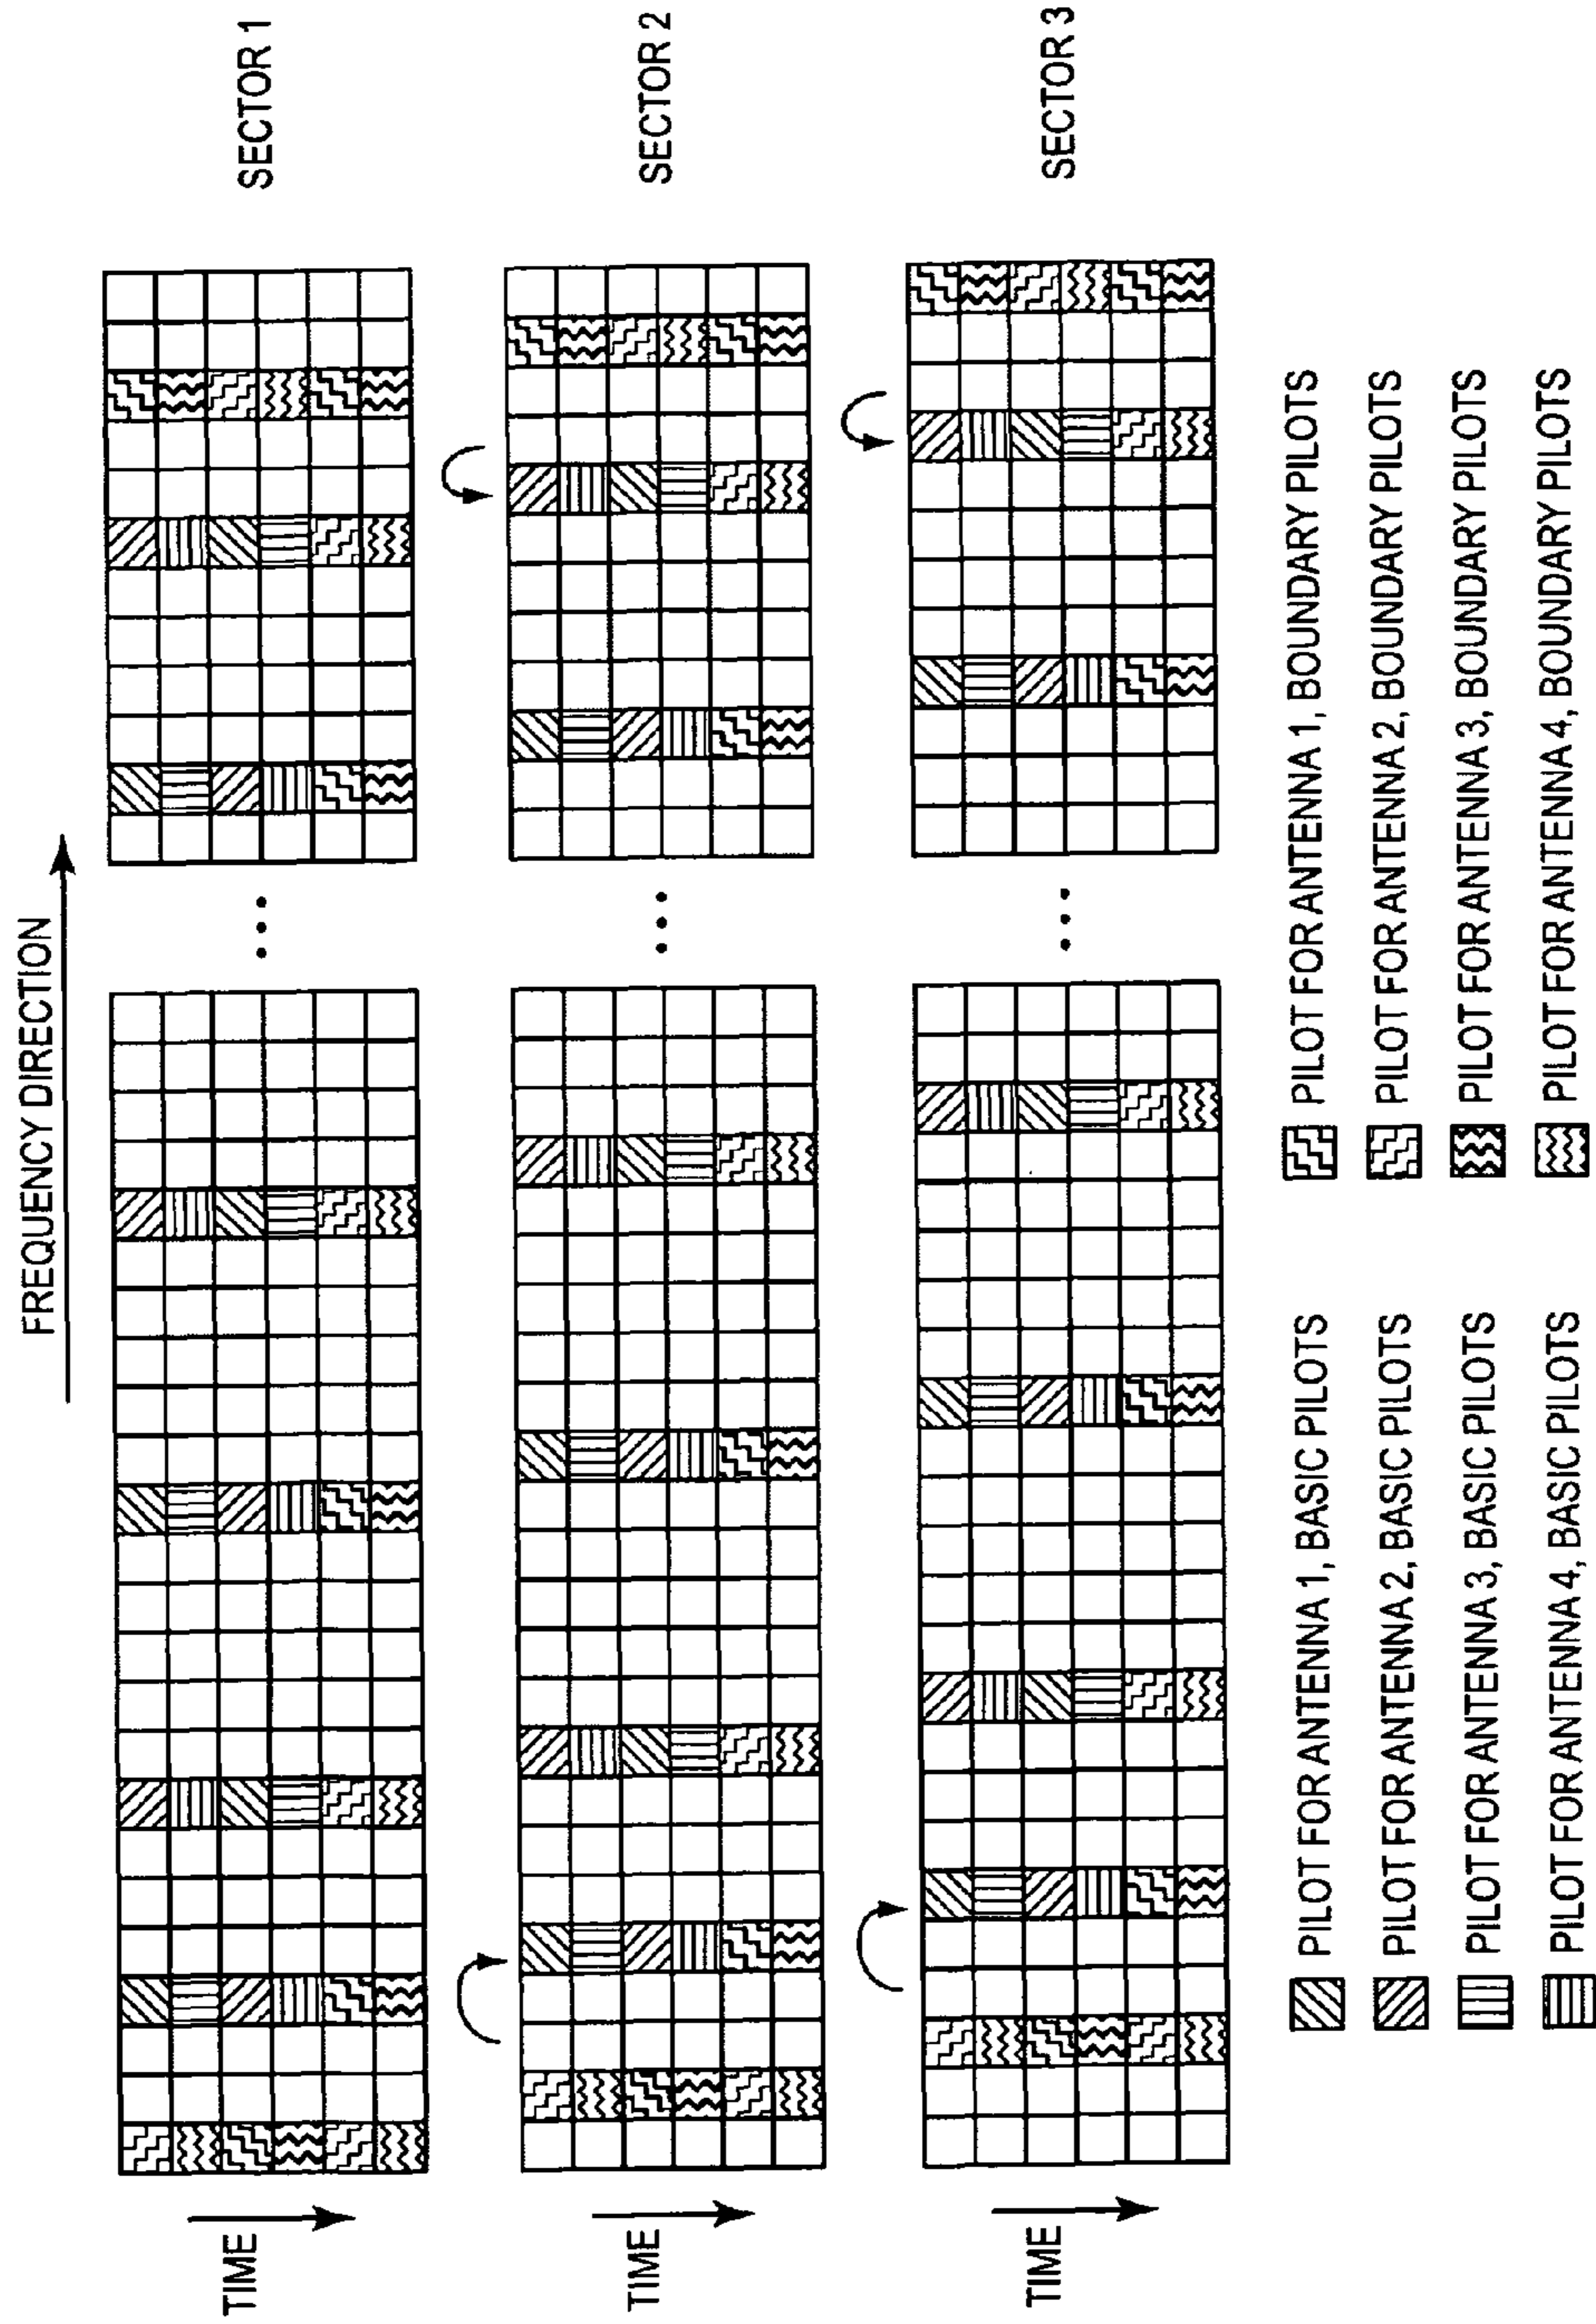 FREQUENCY DIRECTION
TIME
SECTOR 1
TIME
SECTOR 2
TIME
SECTOR 3
PILOT FOR ANTENNA 1, BASIC PILOTS
PILOT FOR ANTENNA 2, BASIC PILOTS
PILOT FOR ANTENNA 3, BASIC PILOTS
PILOT FOR ANTENNA 4, BASIC PILOTS
PILOT FOR ANTENNA 1, BOUNDARY PILOTS
PILOT FOR ANTENNA 2, BOUNDARY PILOTS
PILOT FOR ANTENNA 3, BOUNDARY PILOTS
PILOT FOR ANTENNA 4, BOUNDARY PILOTS